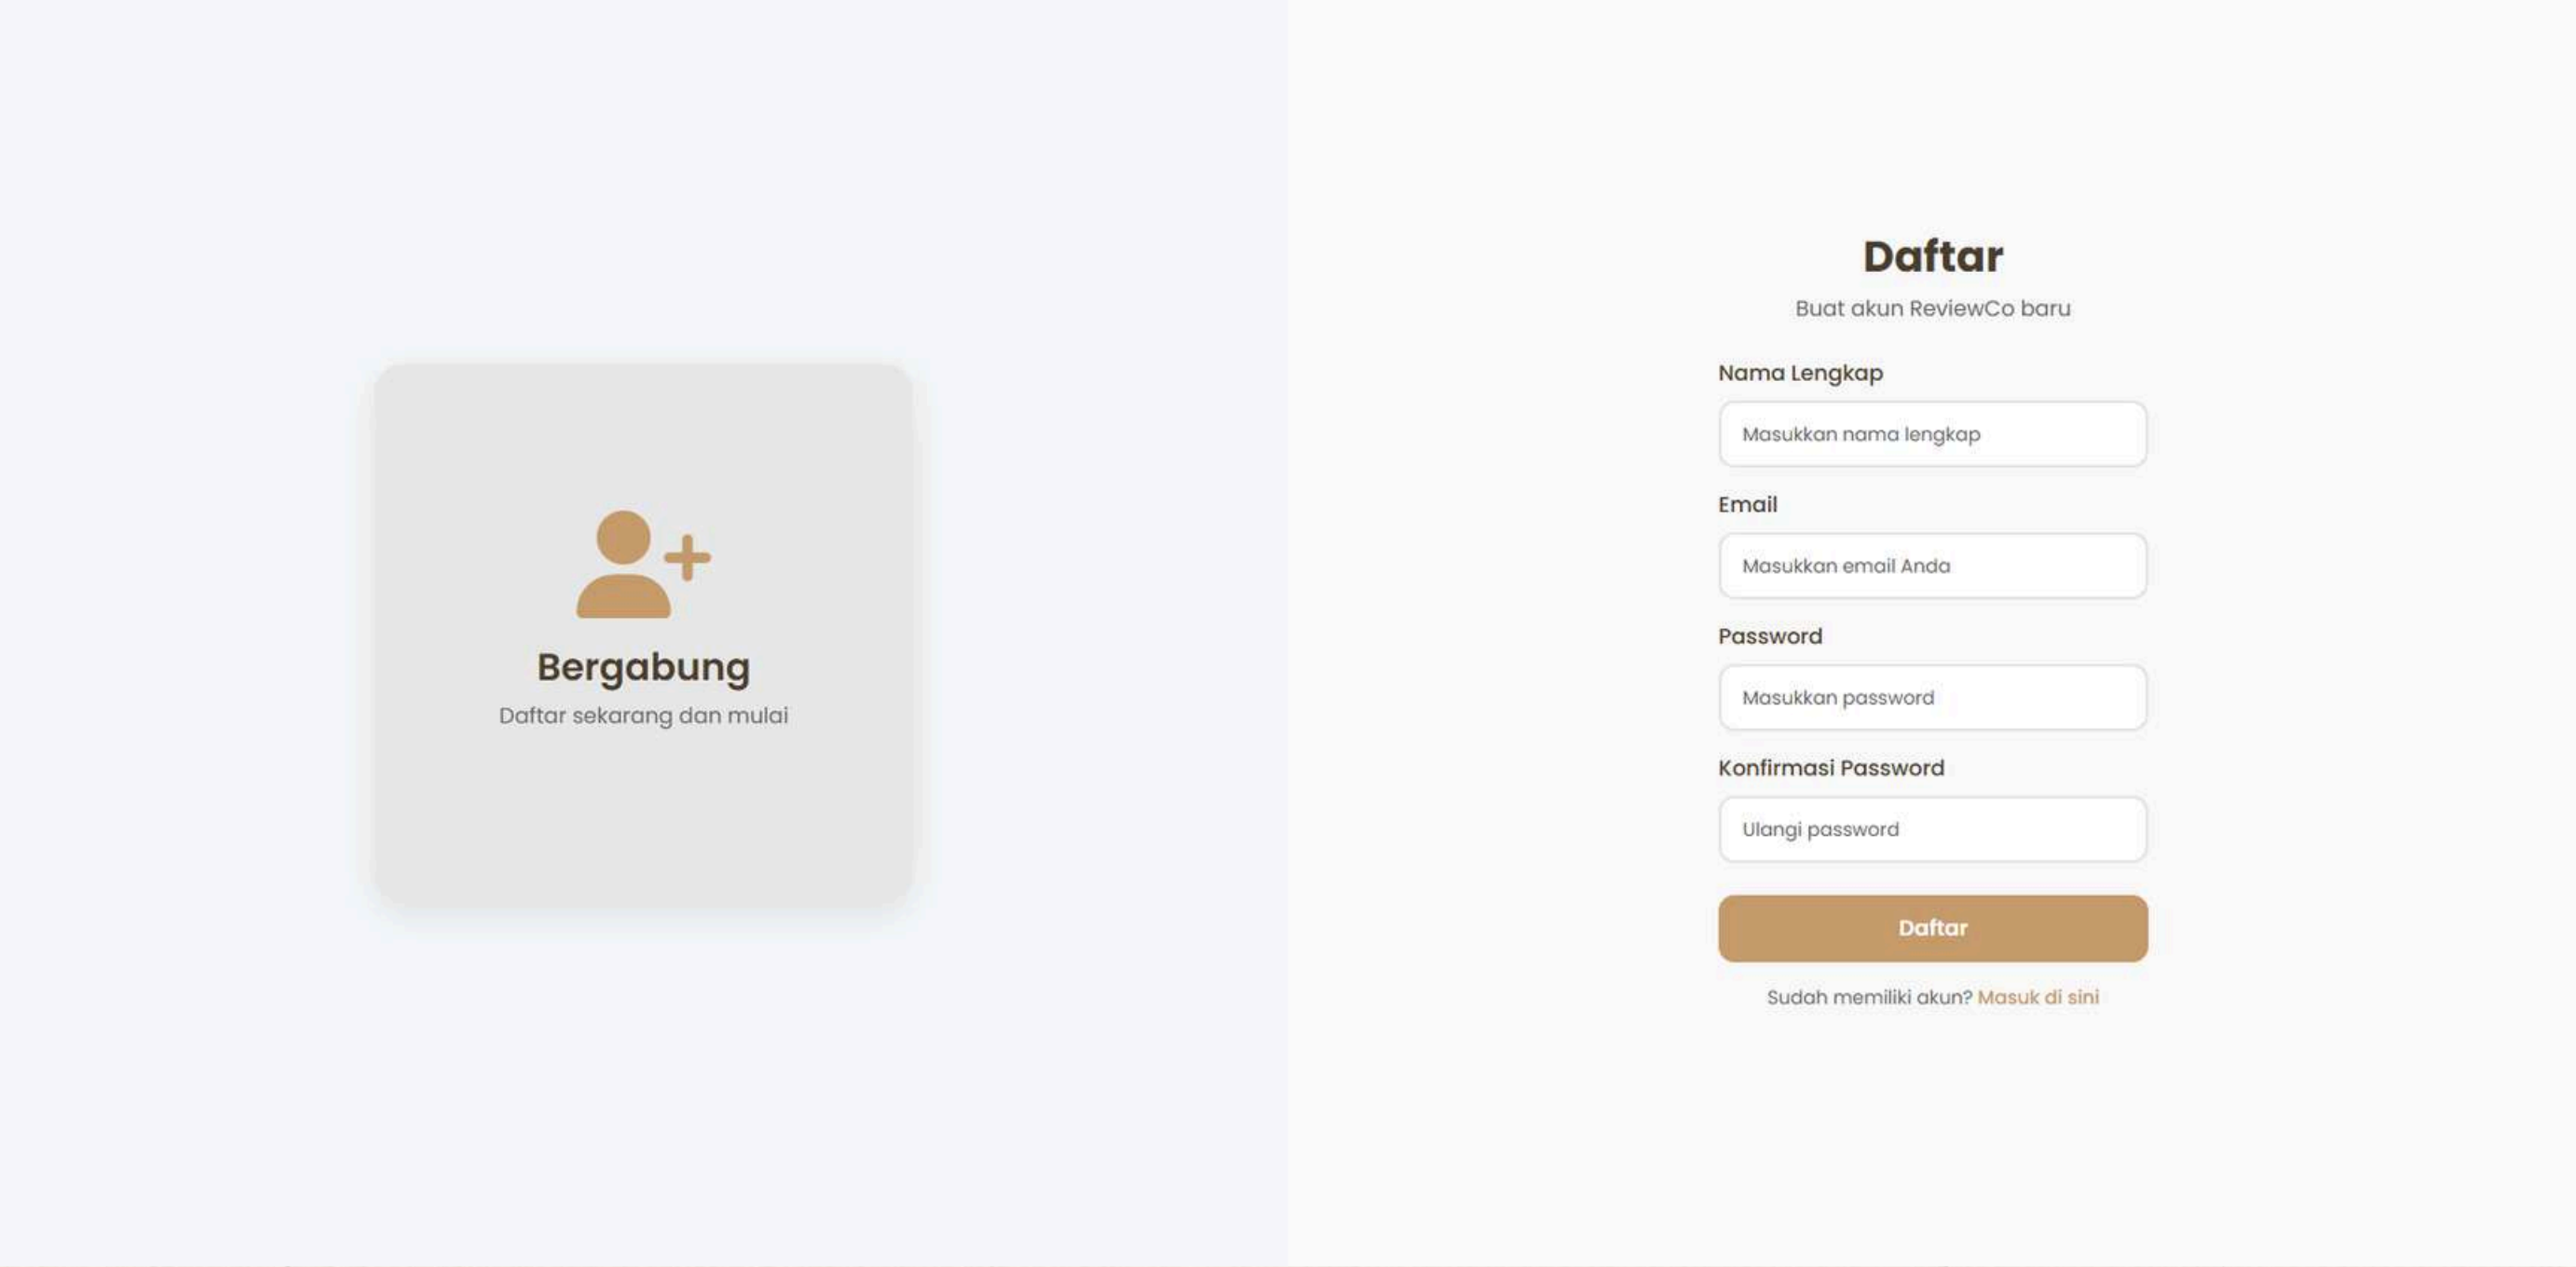 Bergabung
Daftar sekarang dan mulai
Daftar
Buat akun ReviewCo baru
Nama Lengkap
Masukkan nama lengkap
Email
Masukkan email Anda
Password
Masukkan password
Konfirmasi Password
Ulangi password
Daftar
Sudah memiliki akun? Masuk di sini